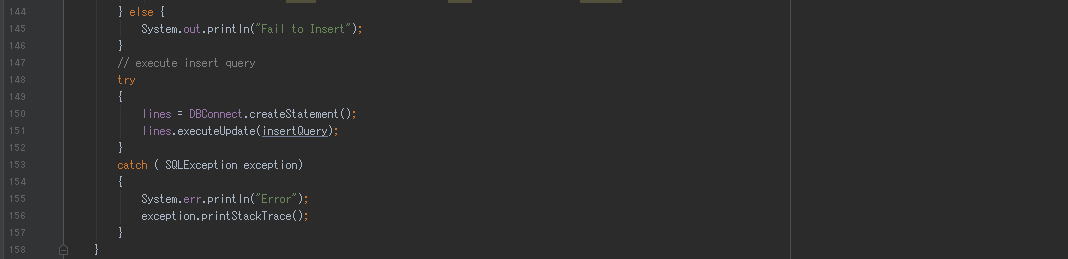 144 } else {
145 System.out.println("Fail to Insert");
146 }
147 // execute insert query
148 try
149 {
150 lines = DBConnect.createStatement();
151 lines.executeUpdate(insertQuery);
152 }
153 catch ( SQLException exception)
154 {
155 System.err.println("Error");
156 exception.printStackTrace();
157 }
158 }